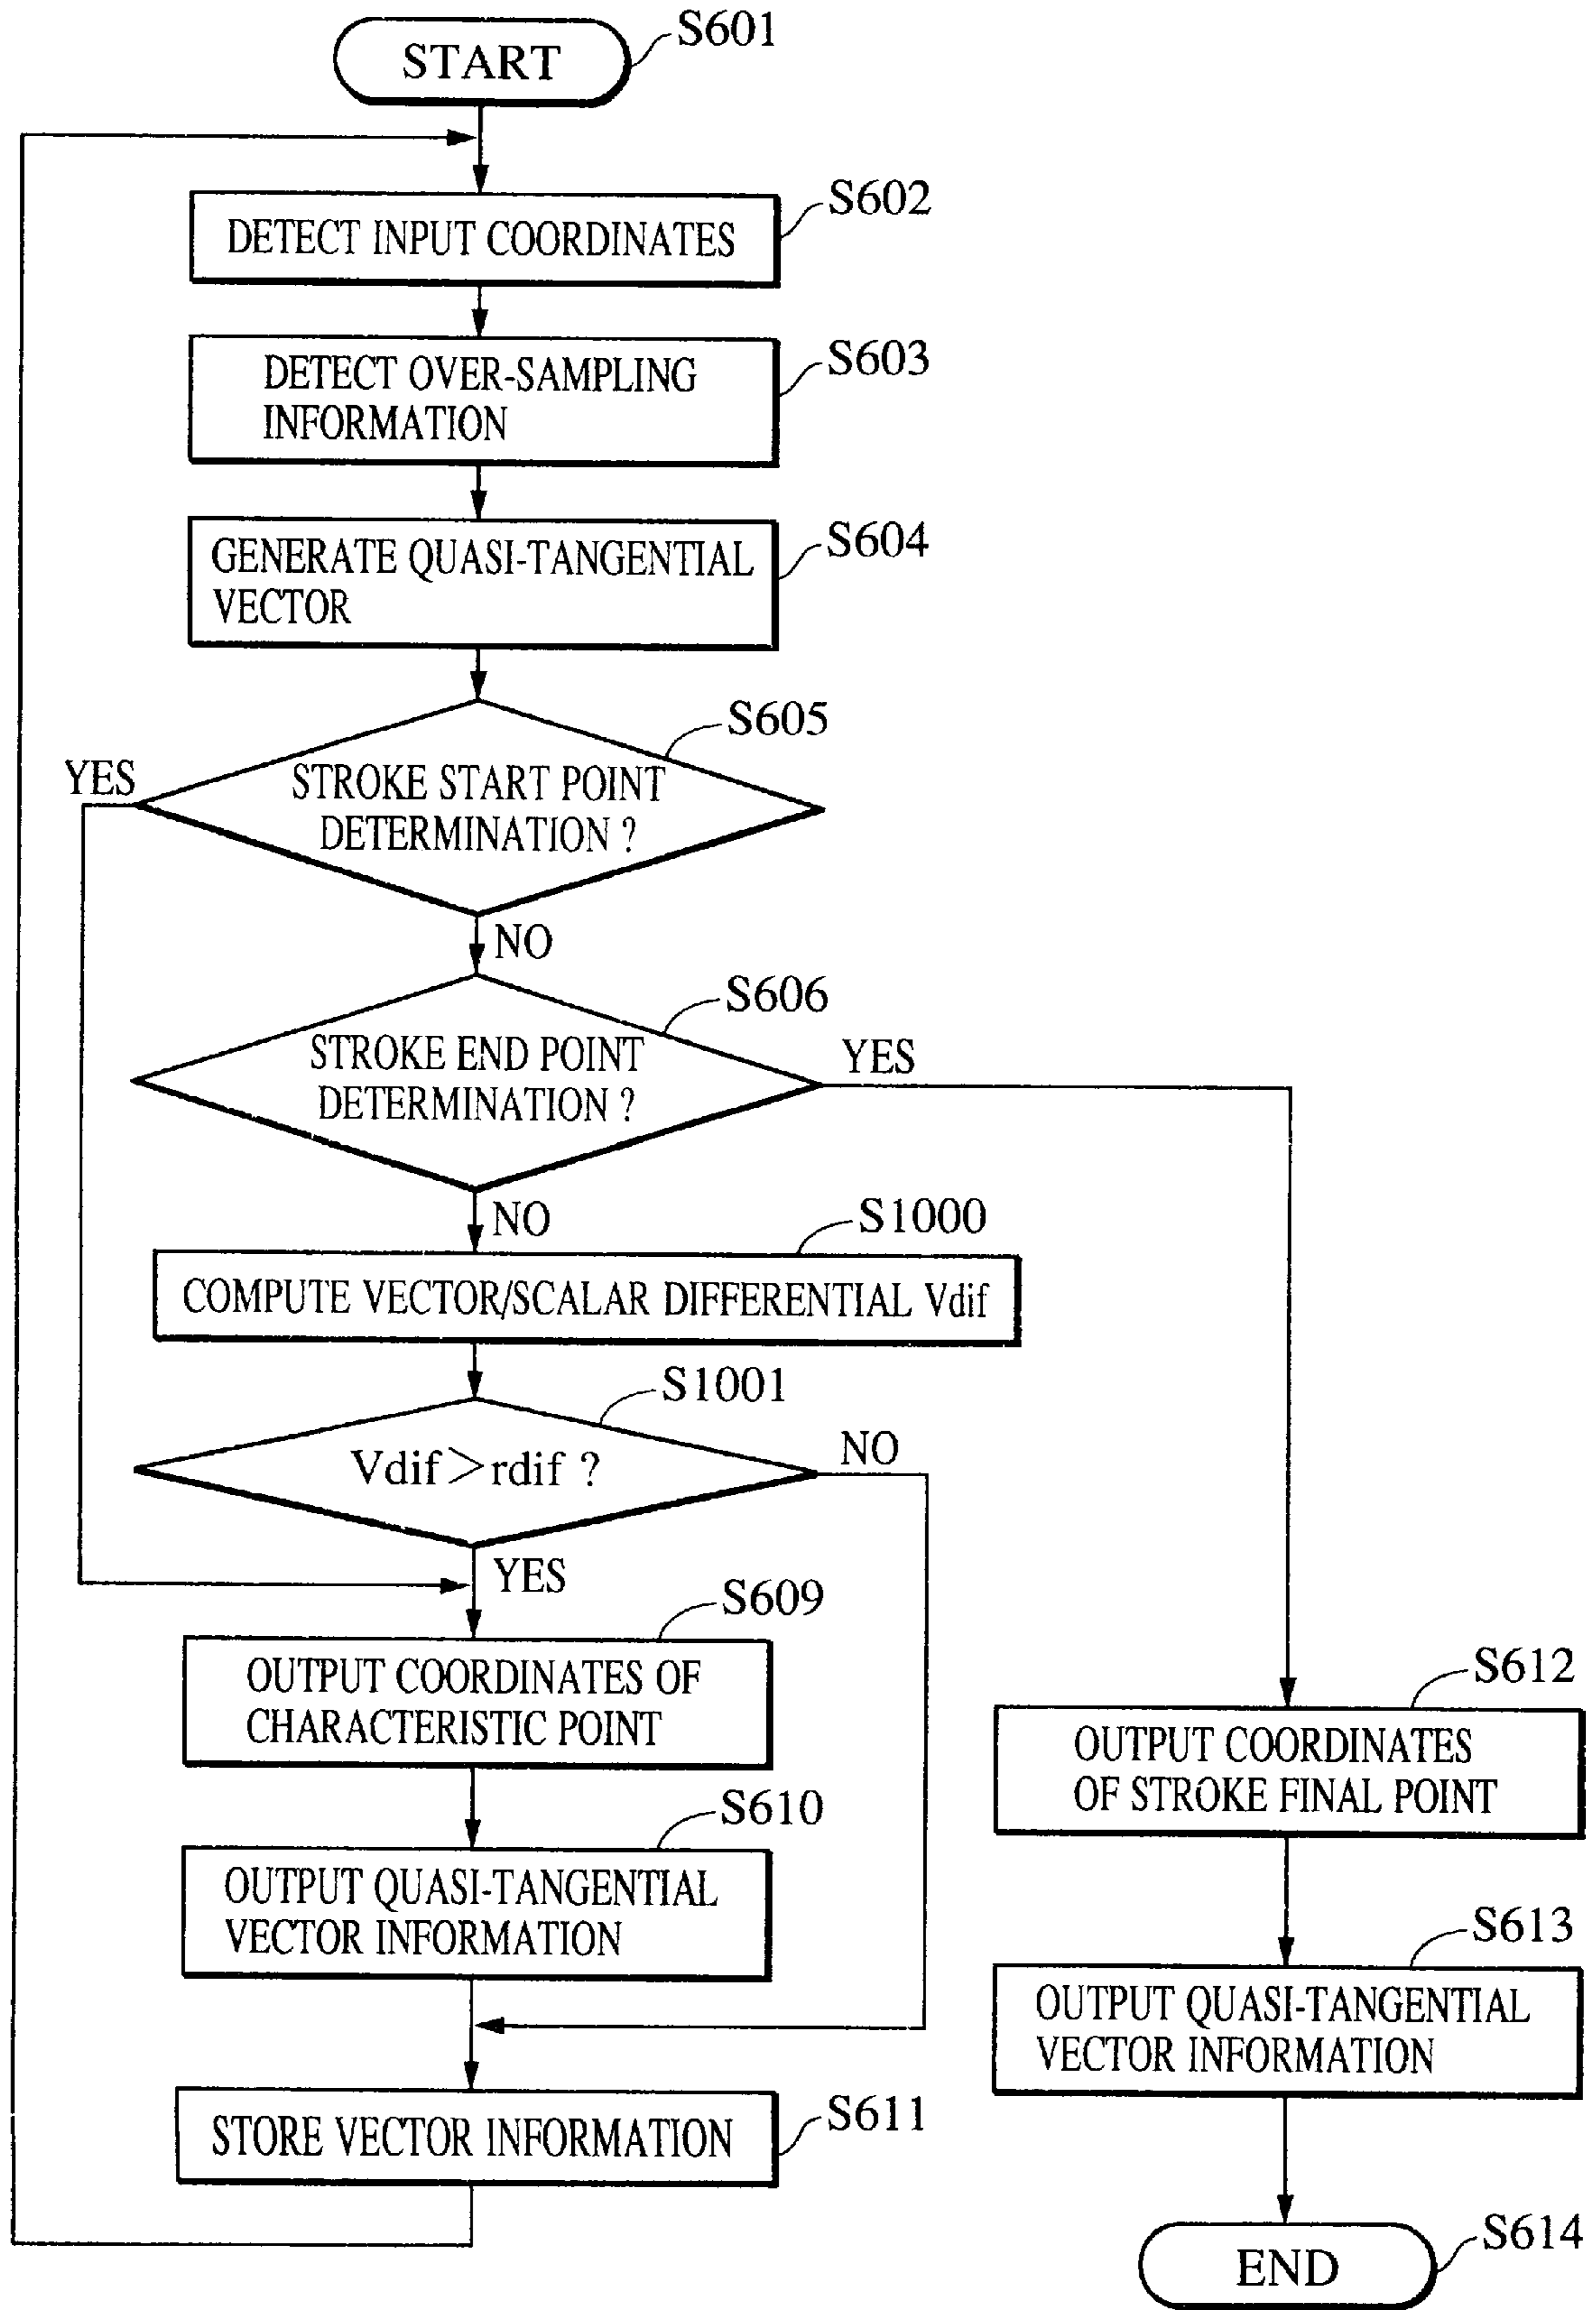 START
S601
DETECT INPUT COORDINATES
S602
DETECT OVER-SAMPLING
INFORMATION
S603
GENERATE QUASI-TANGENTIAL
VECTOR
S604
STROKE START POINT
DETERMINATION ?
S605
YES
NO
STROKE END POINT
DETERMINATION ?
S606
YES
NO
COMPUTE VECTOR/SCALAR DIFFERENTIAL Vdif
S1000
Vdif>rdif ?
S1001
NO
YES
OUTPUT COORDINATES OF
CHARACTERISTIC POINT
S609
OUTPUT QUASI-TANGENTIAL
VECTOR INFORMATION
S610
STORE VECTOR INFORMATION
S611
OUTPUT COORDINATES
OF STROKE FINAL POINT
S612
OUTPUT QUASI-TANGENTIAL
VECTOR INFORMATION
S613
END
S614